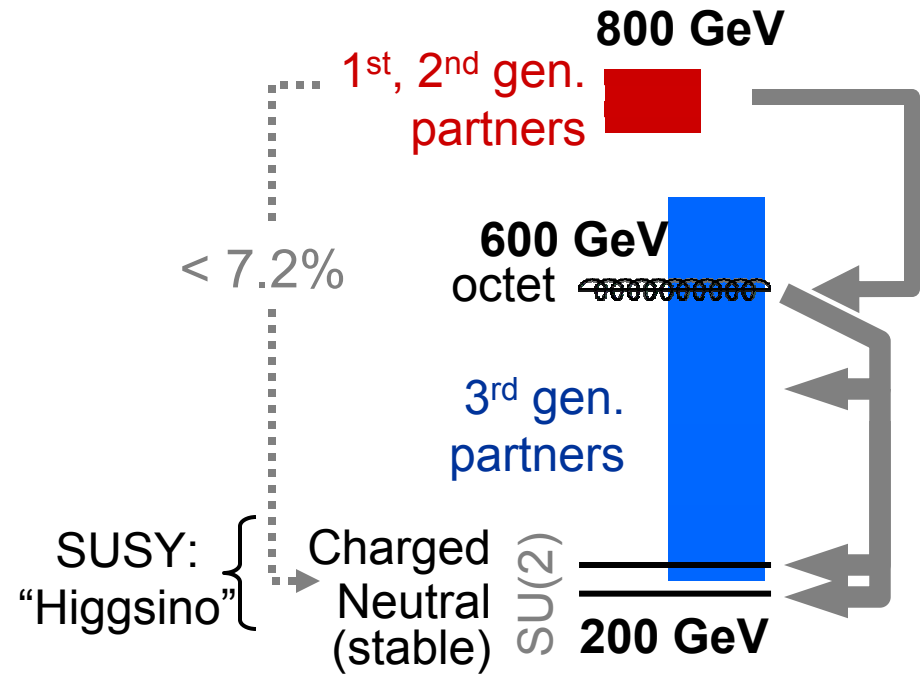 800 GeV
1st, 2nd gen.
partners
600 GeV
octet
< 7.2%
3rd gen.
partners
SUSY:
“Higgsino”
Charged
Neutral
(stable)
SU(2)
200 GeV